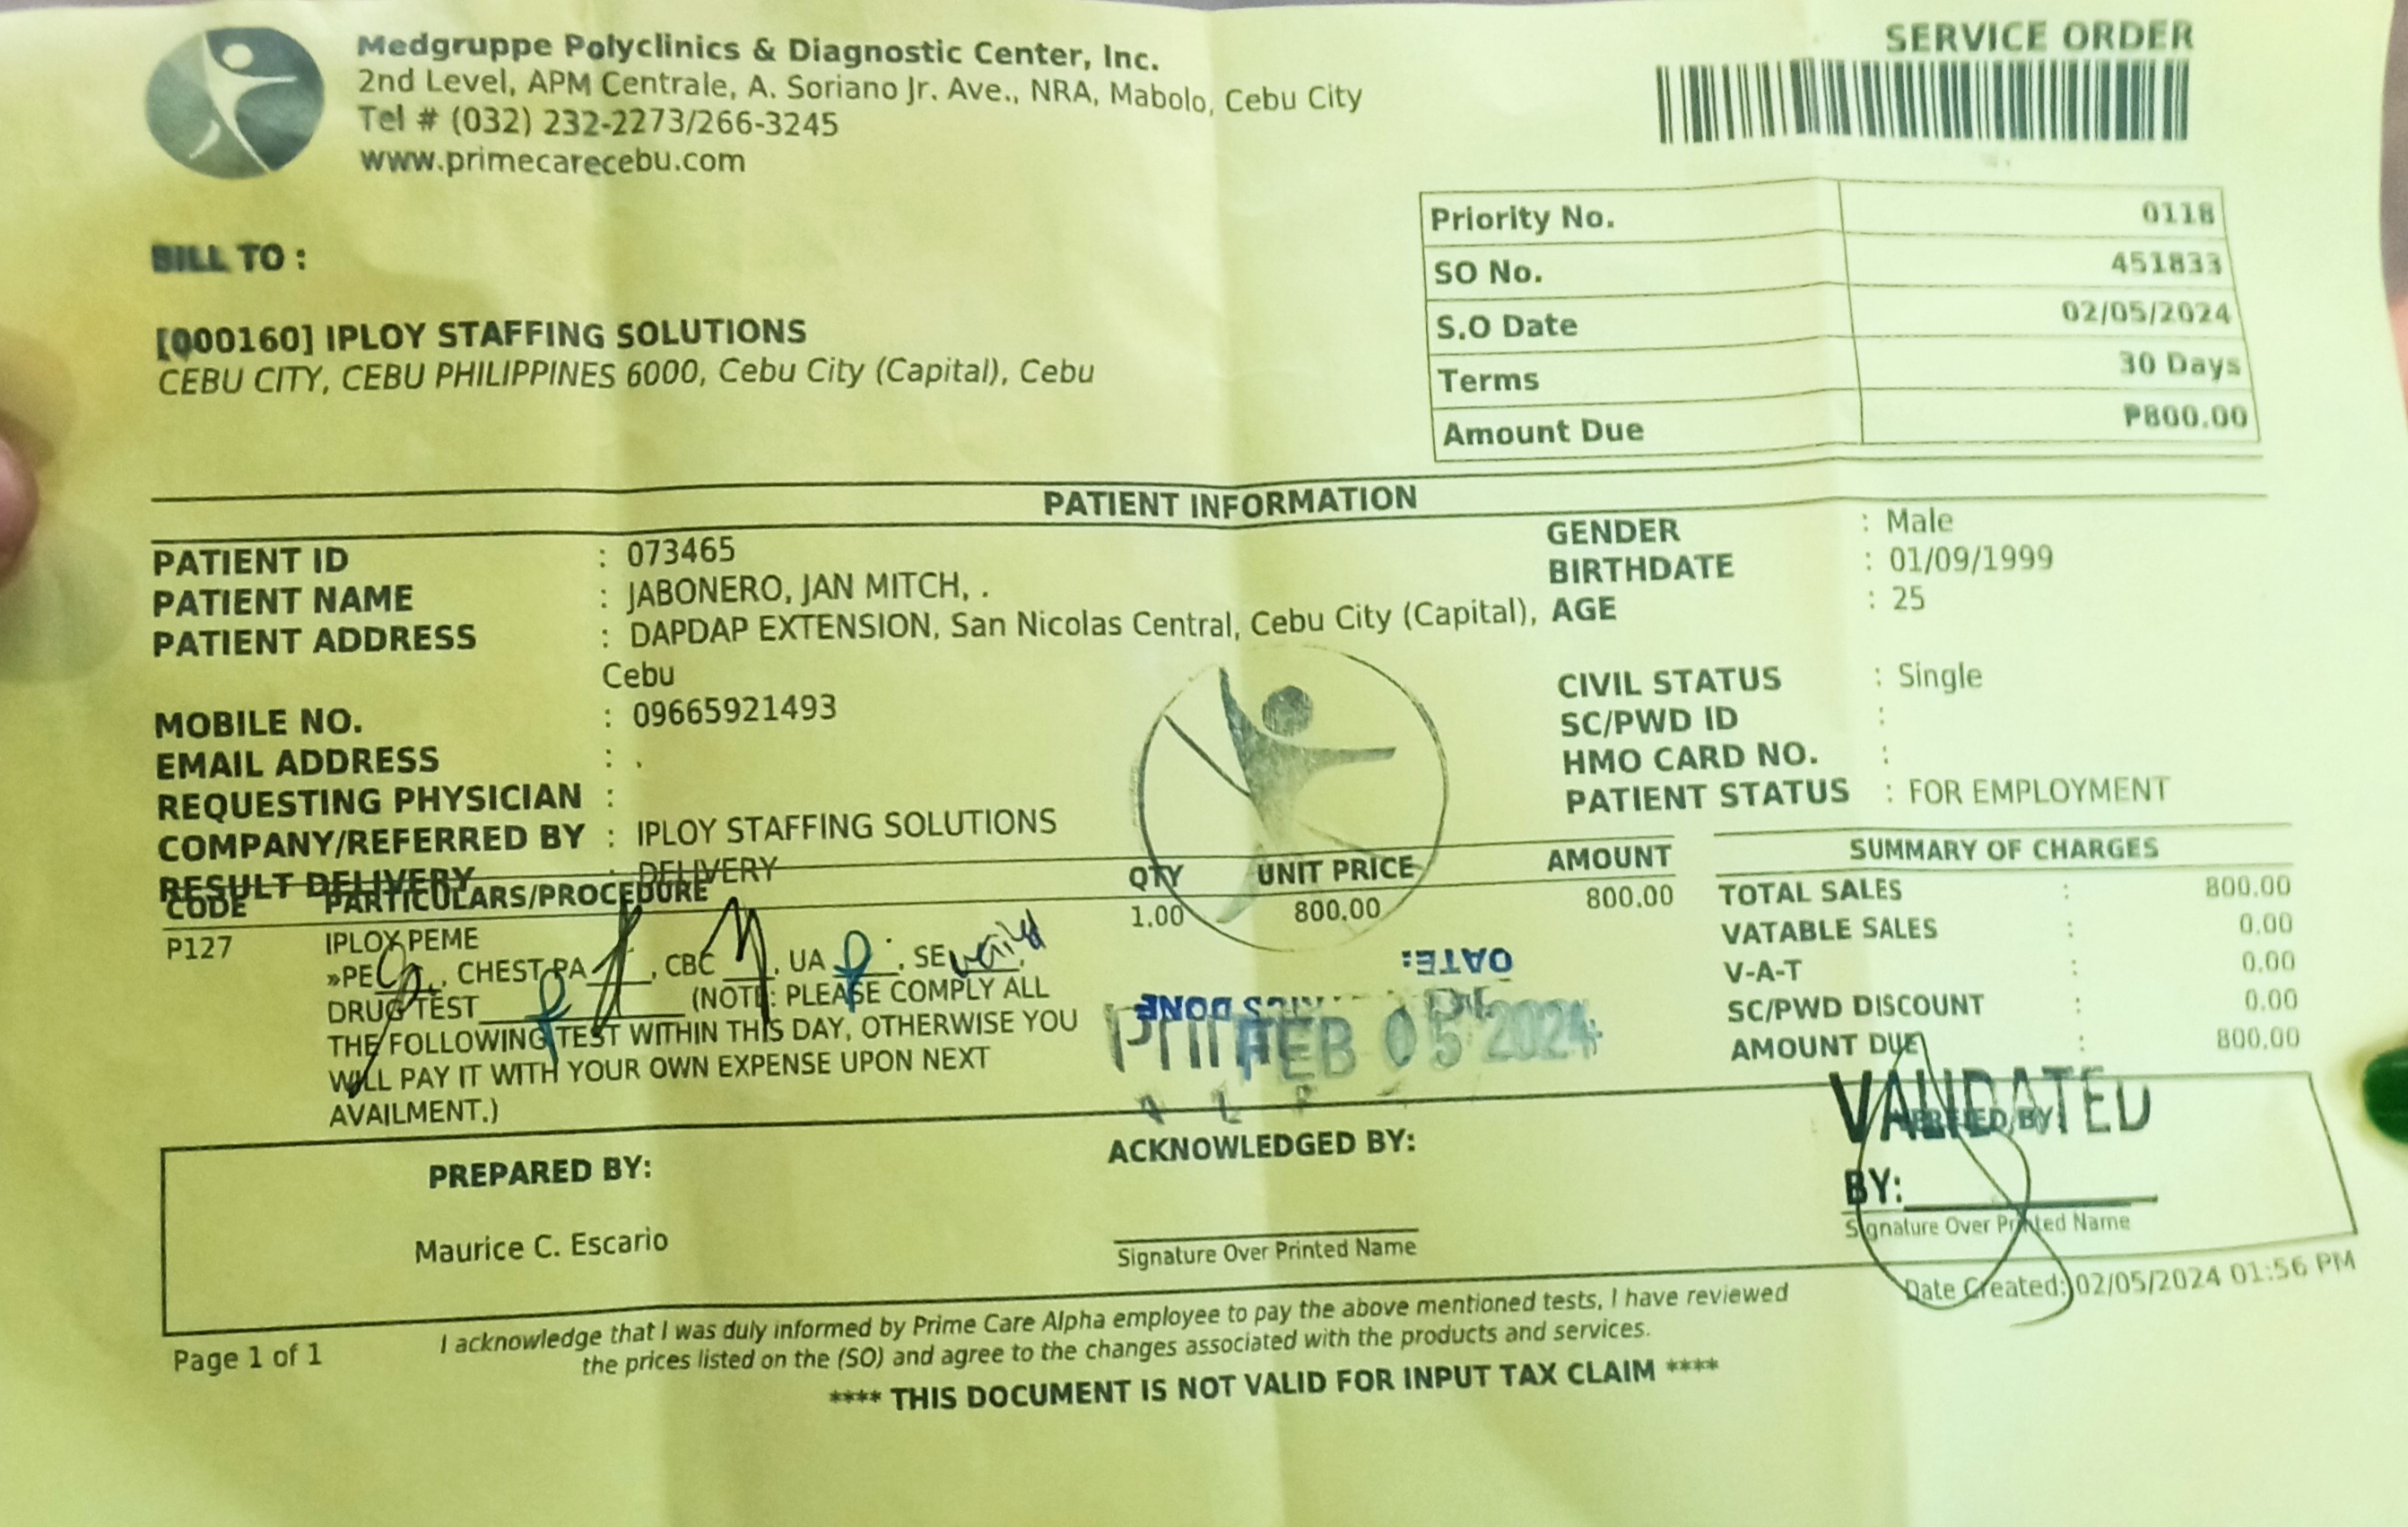 Medgruppe Polyclinics & Diagnostic Center, Inc.
2nd Level, APM Centrale, A. Soriano Jr. Ave., NRA, Mabolo, Cebu City
Tel # (032) 232-2273/266-3245
www.primecarecebu.com
SERVICE ORDER
Priority No. 0118
SO No. 451833
S.O Date 02/05/2024
Terms 30 Days
Amount Due ₱800.00
BILL TO :
[000160] IPLOY STAFFING SOLUTIONS
CEBU CITY, CEBU PHILIPPINES 6000, Cebu City (Capital), Cebu
PATIENT INFORMATION
PATIENT ID : 073465
PATIENT NAME : JABONERO, JAN MITCH, .
PATIENT ADDRESS : DAPDAP EXTENSION, San Nicolas Central, Cebu City (Capital),
Cebu
MOBILE NO. : 09665921493
EMAIL ADDRESS : .
REQUESTING PHYSICIAN :
COMPANY/REFERRED BY : IPLOY STAFFING SOLUTIONS
RESULT DELIVERY : DELIVERY
GENDER : Male
BIRTHDATE : 01/09/1999
AGE : 25
CIVIL STATUS : Single
SC/PWD ID :
HMO CARD NO. :
PATIENT STATUS : FOR EMPLOYMENT
CODE PARTICULARS/PROCEDURE QTY UNIT PRICE AMOUNT
P127 IPLOY PEME 1.00 800.00 800.00
»PE , CHEST PA , CBC , UA , SE waived,
DRUG TEST (NOTE: PLEASE COMPLY ALL
THE FOLLOWING TEST WITHIN THIS DAY, OTHERWISE YOU
WILL PAY IT WITH YOUR OWN EXPENSE UPON NEXT
AVAILMENT.)
DATE:
DONE
FEB 05 2024
SUMMARY OF CHARGES
TOTAL SALES : 800.00
VATABLE SALES : 0.00
V-A-T : 0.00
SC/PWD DISCOUNT : 0.00
AMOUNT DUE : 800.00
PREPARED BY:
Maurice C. Escario
ACKNOWLEDGED BY:
Signature Over Printed Name
VALIDATED
BY:
Signature Over Printed Name
Date Created: 02/05/2024 01:56 PM
Page 1 of 1
I acknowledge that I was duly informed by Prime Care Alpha employee to pay the above mentioned tests, I have reviewed
the prices listed on the (SO) and agree to the changes associated with the products and services.
**** THIS DOCUMENT IS NOT VALID FOR INPUT TAX CLAIM ****